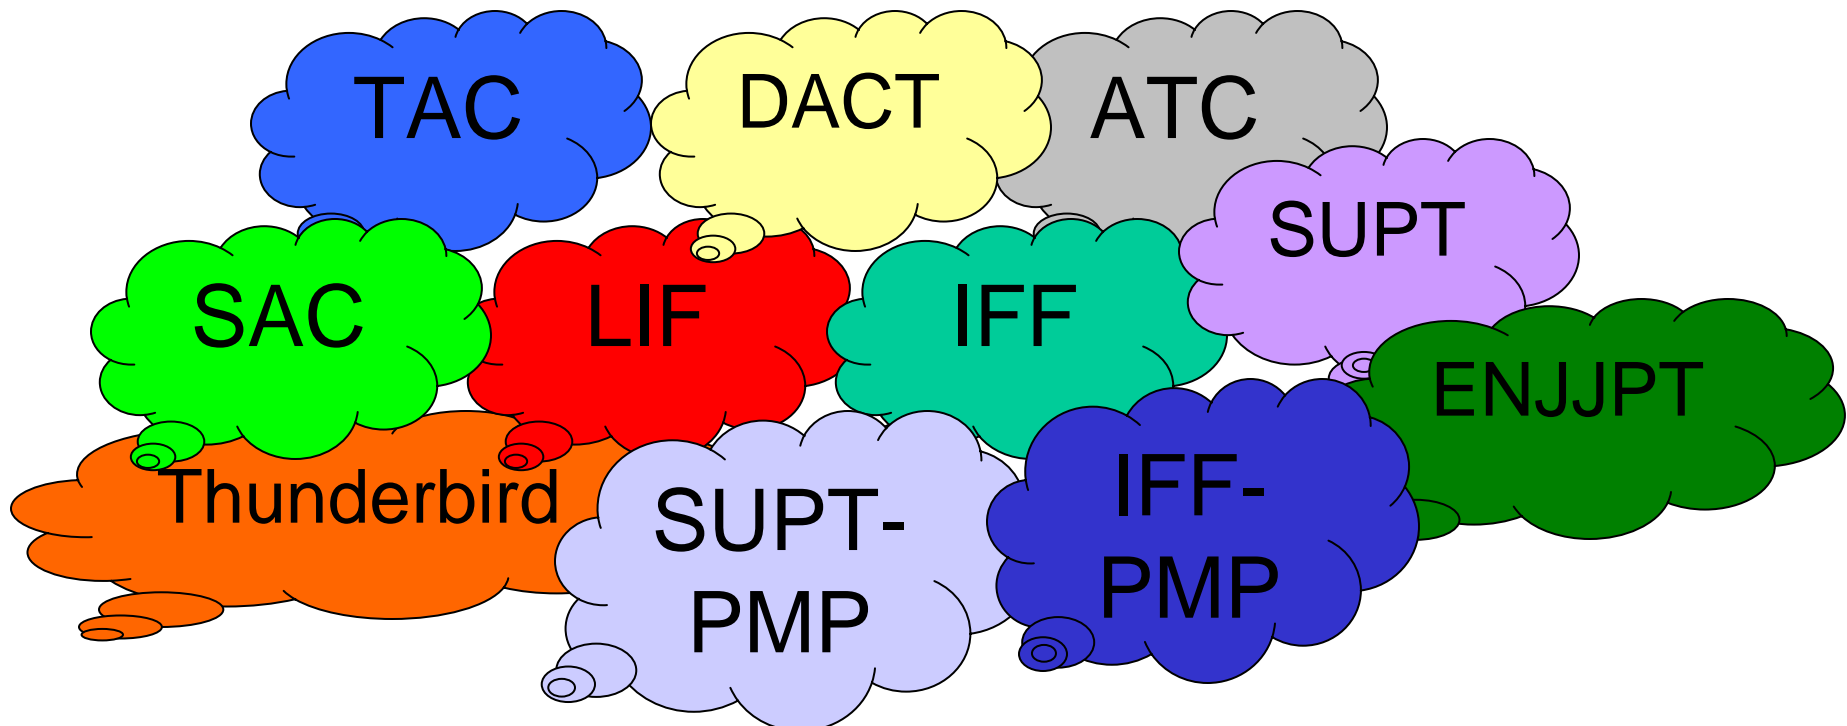 TAC
DACT
ATC
SUPT
SAC
LIF
IFF
ENJJPT
Thunderbird
SUPT-
PMP
IFF-
PMP